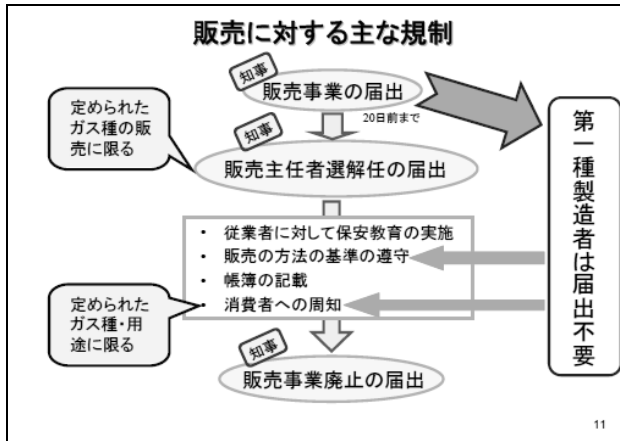 販売に対する主な規制
知事
販売事業の届出
20日前まで
定められた
ガス種の販
売に限る
知事
販売主任者選解任の届出
第一種製造者は届出不要
・ 従業者に対して保安教育の実施
・ 販売の方法の基準の遵守
・ 帳簿の記載
・ 消費者への周知
定められた
ガス種・用
途に限る
知事
販売事業廃止の届出
11